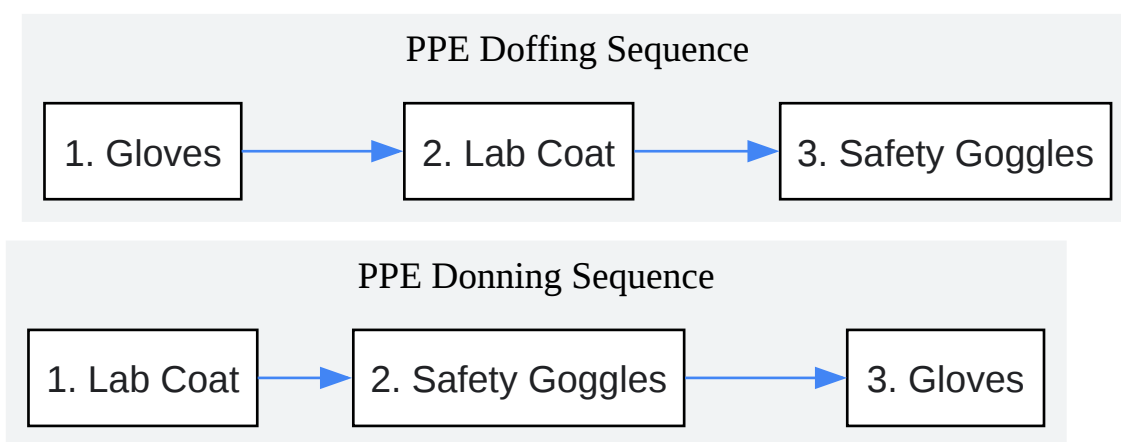 PPE Doffing Sequence
1. Gloves
2. Lab Coat
3. Safety Goggles
PPE Donning Sequence
1. Lab Coat
2. Safety Goggles
3. Gloves